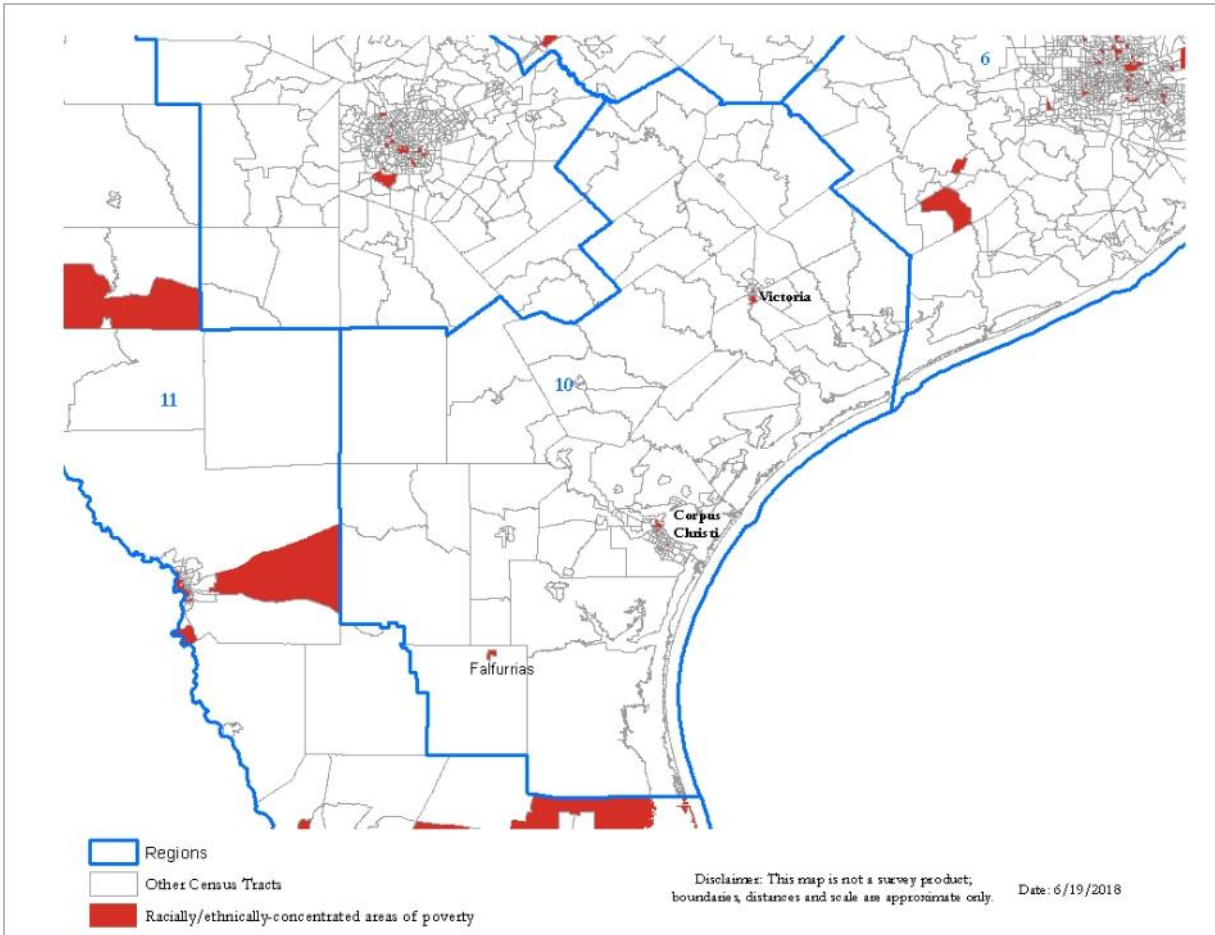 6
Victoria
10
11
Corpus
Christi
Falfurrias
Regions
Other Census Tracts
Racially/ethnically-concentrated areas of poverty
Disclaimer: This map is not a survey product;
boundaries, distances and scale are approximate only.
Date: 6/19/2018